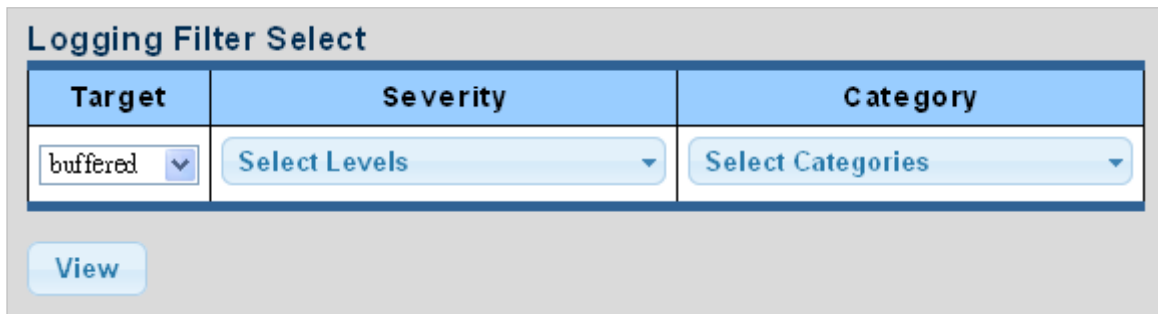 Logging Filter Select
Target Severity Category
buffered Select Levels Select Categories
View